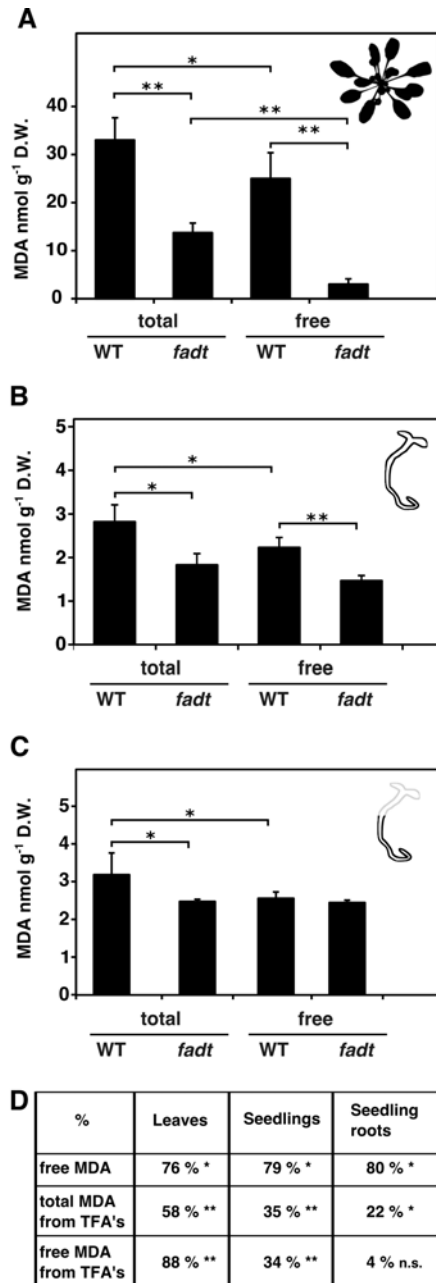 A
MDA nmol g⁻¹ D.W.
40
30
20
10
0
*
**
**
**
total free
WT fadt WT fadt
B
MDA nmol g⁻¹ D.W.
5
4
3
2
1
0
*
*
**
total free
WT fadt WT fadt
C
MDA nmol g⁻¹ D.W.
5
4
3
2
1
0
*
*
total free
WT fadt WT fadt
D
% Leaves Seedlings Seedling roots
free MDA 76 % * 79 % * 80 % *
total MDA from TFA's 58 % ** 35 % ** 22 % *
free MDA from TFA's 88 % ** 34 % ** 4 % n.s.